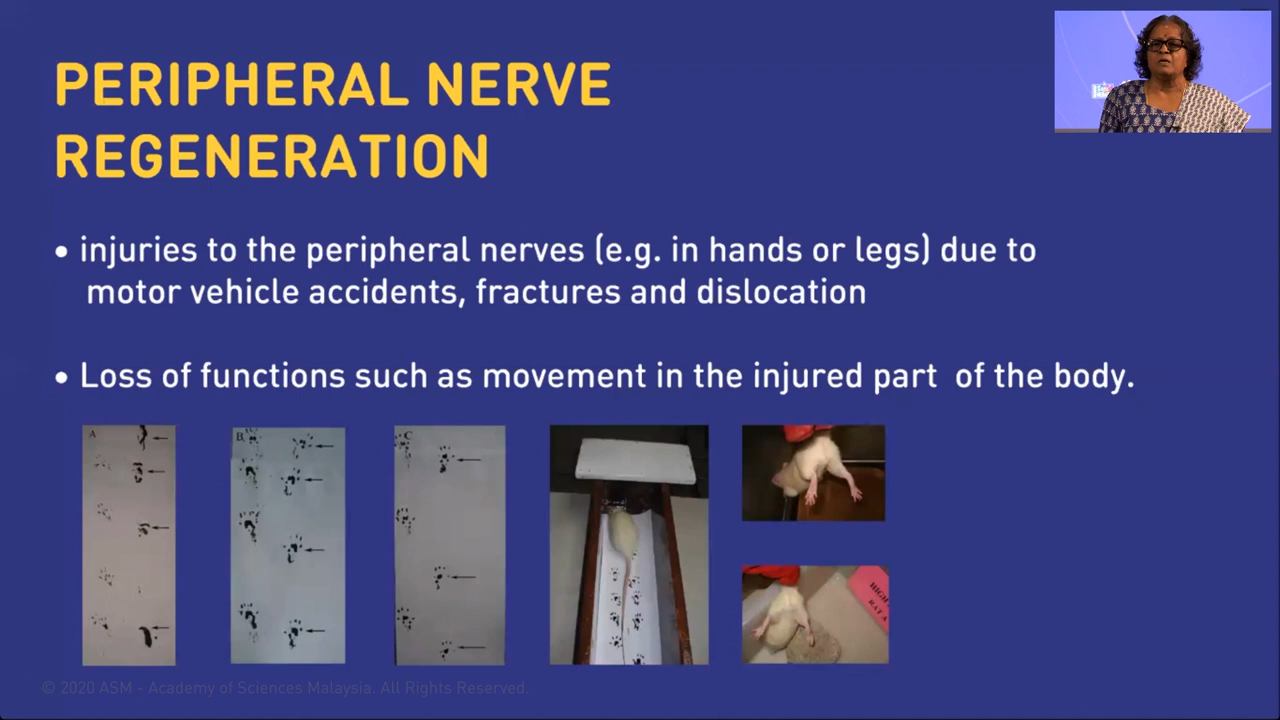 PERIPHERAL NERVE
REGENERATION
• injuries to the peripheral nerves (e.g. in hands or legs) due to
motor vehicle accidents, fractures and dislocation
• Loss of functions such as movement in the injured part of the body.
A
B
C
HIGH
RAT A
© 2020 ASM - Academy of Sciences Malaysia. All Rights Reserved.